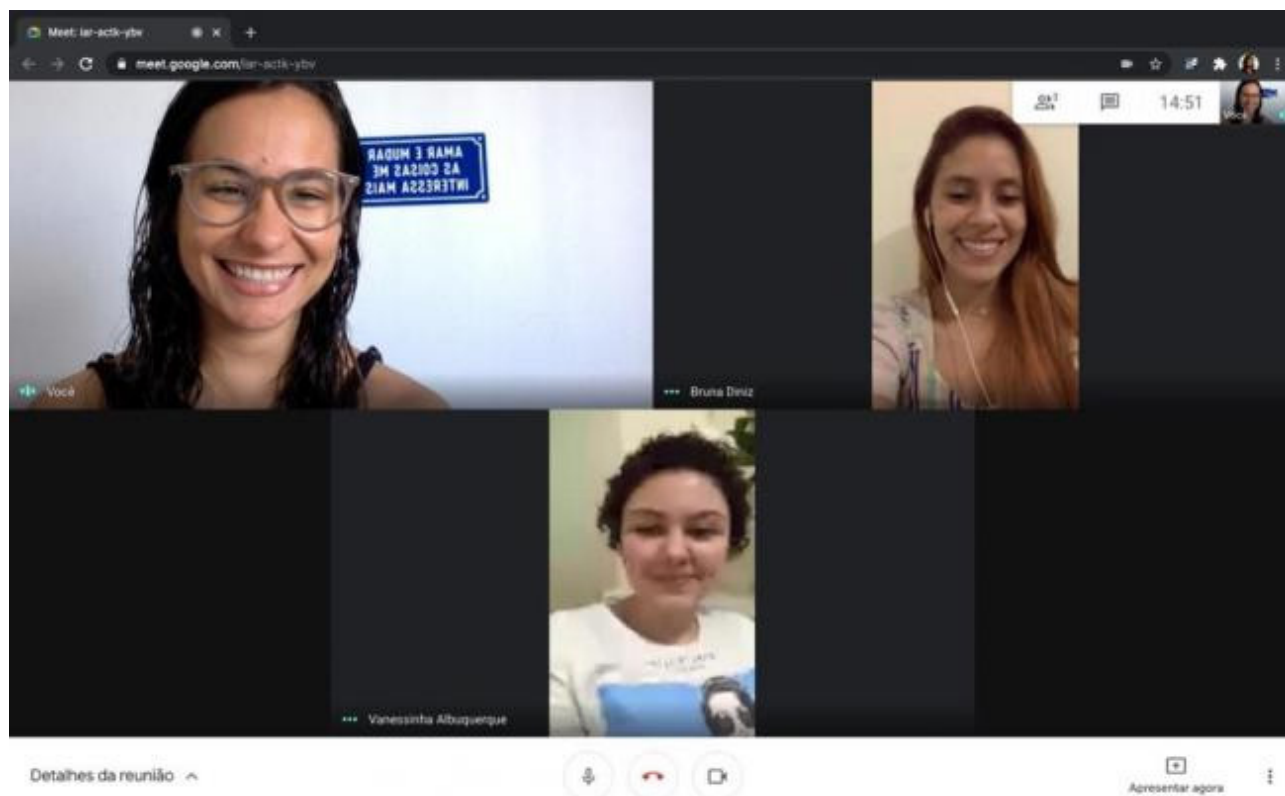 Meet: iar-actk-ybv
meet.google.com/iar-actk-ybv
14:51
Você
AMAR E MUDAR
AS COISAS ME
INTERESSA MAIS
Você
Bruna Diniz
Vanessinha Albuquerque
Detalhes da reunião
Apresentar agora